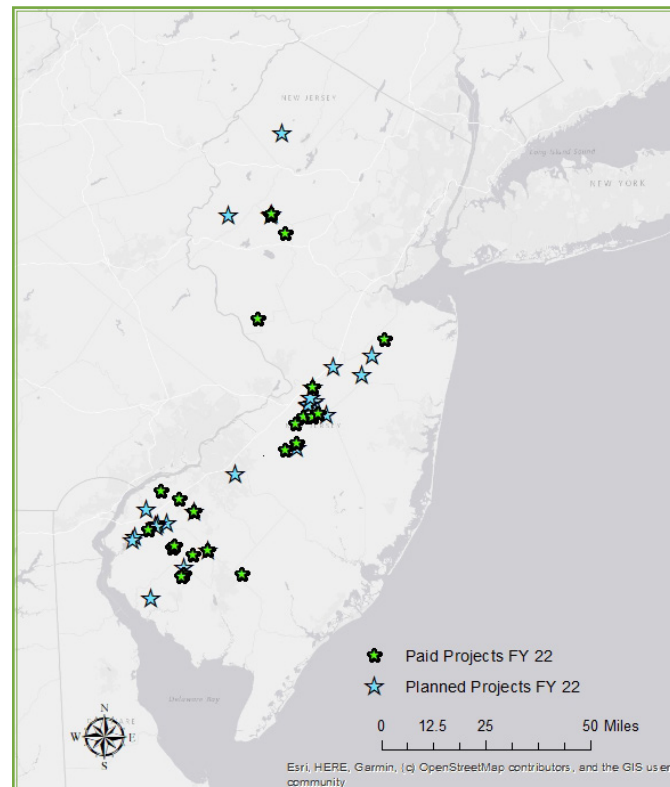 NEW JERSEY
Long Island Sound
NEW YORK
JERSEY
Paid Projects FY 22
Planned Projects FY 22
Delaware Bay
N
W E
S
0 12.5 25 50 Miles
Esri, HERE, Garmin, (c) OpenStreetMap contributors, and the GIS user
community